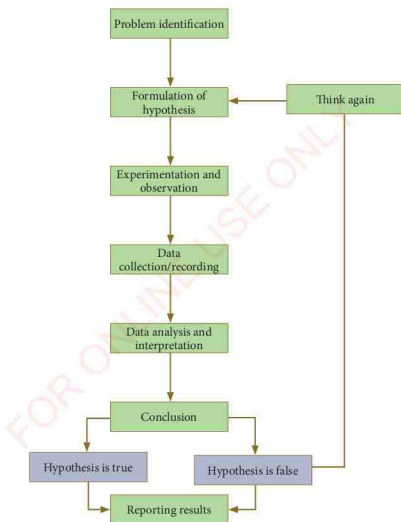 Problem identification
Formulation of
hypothesis
Think again
Experimentation and
observation
Data
collection/recording
Data analysis and
interpretation
Conclusion
Hypothesis is true
Hypothesis is false
Reporting results
FOR ONLINE USE ONLY